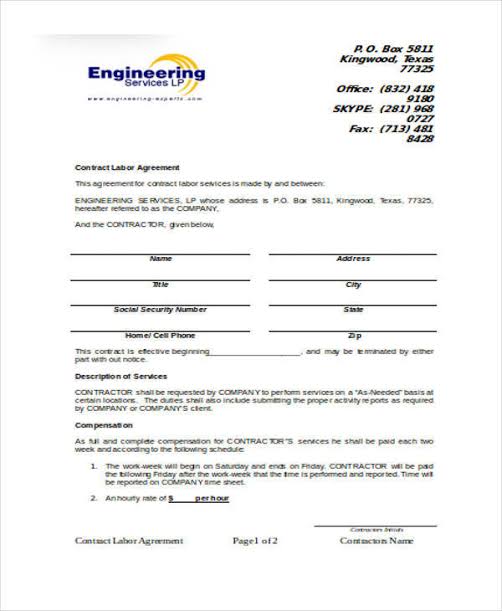 Engineering
Services LP
www.engineering-experts.com
P. O. Box 5811
Kingwood, Texas
77325
Office: (832) 418
9180
SKYPE: (281) 968
0727
Fax: (713) 481
8428
Contract Labor Agreement
This agreement for contract labor services is made by and between:
ENGINEERING SERVICES, LP whose address is P.O. Box 5811, Kingwood, Texas, 77325,
hereafter referred to as the COMPANY,
And the CONTRACTOR, given below,
Name Address
Title City
Social Security Number State
Home/ Cell Phone Zip
This contract is effective beginning____________________, and may be terminated by either
part with out notice.
Description of Services
CONTRACTOR shall be requested by COMPANY to perform services on a "As-Needed" basis at
certain locations. The duties shall also include submitting the proper activity reports as required
by COMPANY or COMPANY'S client.
Compensation
As full and complete compensation for CONTRACTOR'S services he shall be paid each two
week and according to the following schedule:
1. The work-week will begin on Saturday and ends on Friday. CONTRACTOR will be paid
the following Friday after the work-week that the time is performed and reported. Time will
be reported on COMPANY time sheet.
2. An hourly rate of $____ per hour
Contractors Initials
Contract Labor Agreement Page1 of 2 Contractors Name